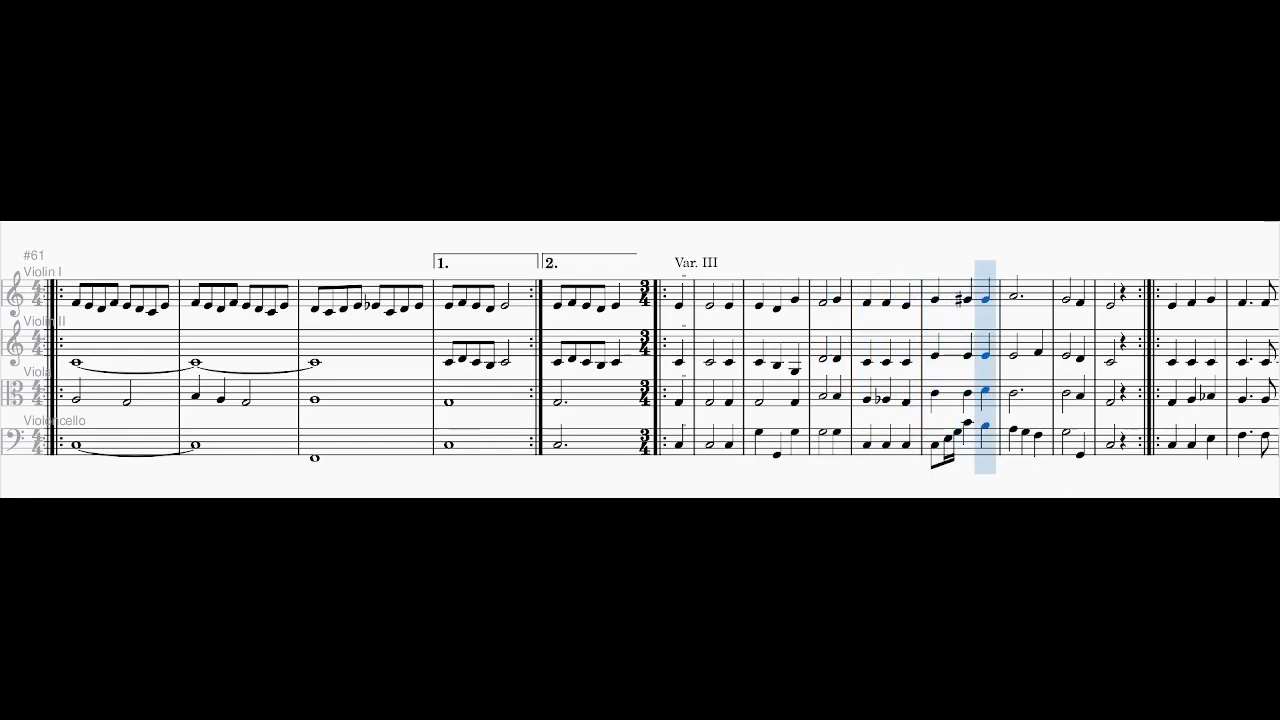 #61
Violin I
Violin II
Viola
Violoncello
1.
2.
Var. III